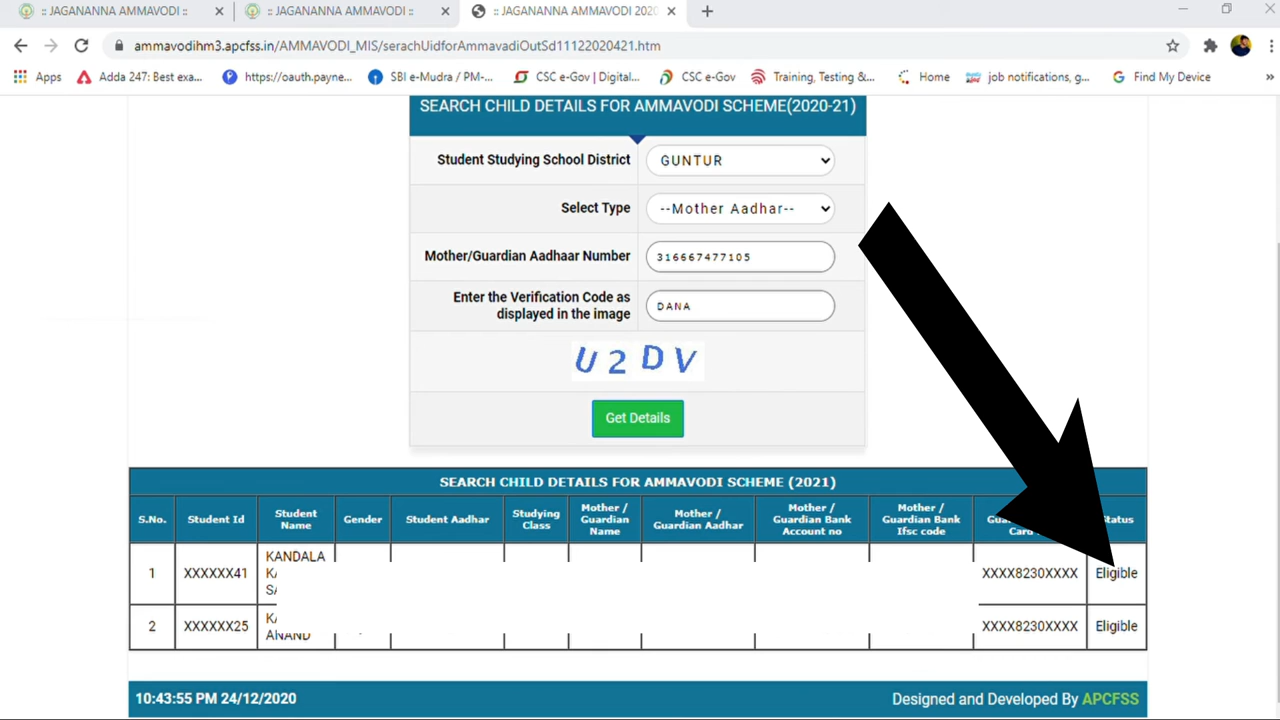 :: JAGANANNA AMMAVODI :: :: JAGANANNA AMMAVODI :: :: JAGANANNA AMMAVODI 2020
ammavodihm3.apcfss.in/AMMAVODI_MIS/serachUidforAmmavadiOutSd11122020421.htm
Apps Adda 247: Best exa... https://oauth.payne... SBI e-Mudra / PM-... CSC e-Gov | Digital... CSC e-Gov Training, Testing &... Home job notifications, g... Find My Device »
SEARCH CHILD DETAILS FOR AMMAVODI SCHEME(2020-21)
Student Studying School District GUNTUR
Select Type --Mother Aadhar--
Mother/Guardian Aadhaar Number 316667477105
Enter the Verification Code as
displayed in the image DANA
U2DV
Get Details
SEARCH CHILD DETAILS FOR AMMAVODI SCHEME (2021)
S.No. Student Id Student Name Gender Student Aadhar Studying Class Mother / Guardian Name Mother / Guardian Aadhar Mother / Guardian Bank Account no Mother / Guardian Bank Ifsc code Card
1 XXXXXX41 KANDALA XXXX8230XXXX Eligible
2 XXXXXX25 ANAND XXXX8230XXXX Eligible
10:43:55 PM 24/12/2020 Designed and Developed By APCFSS